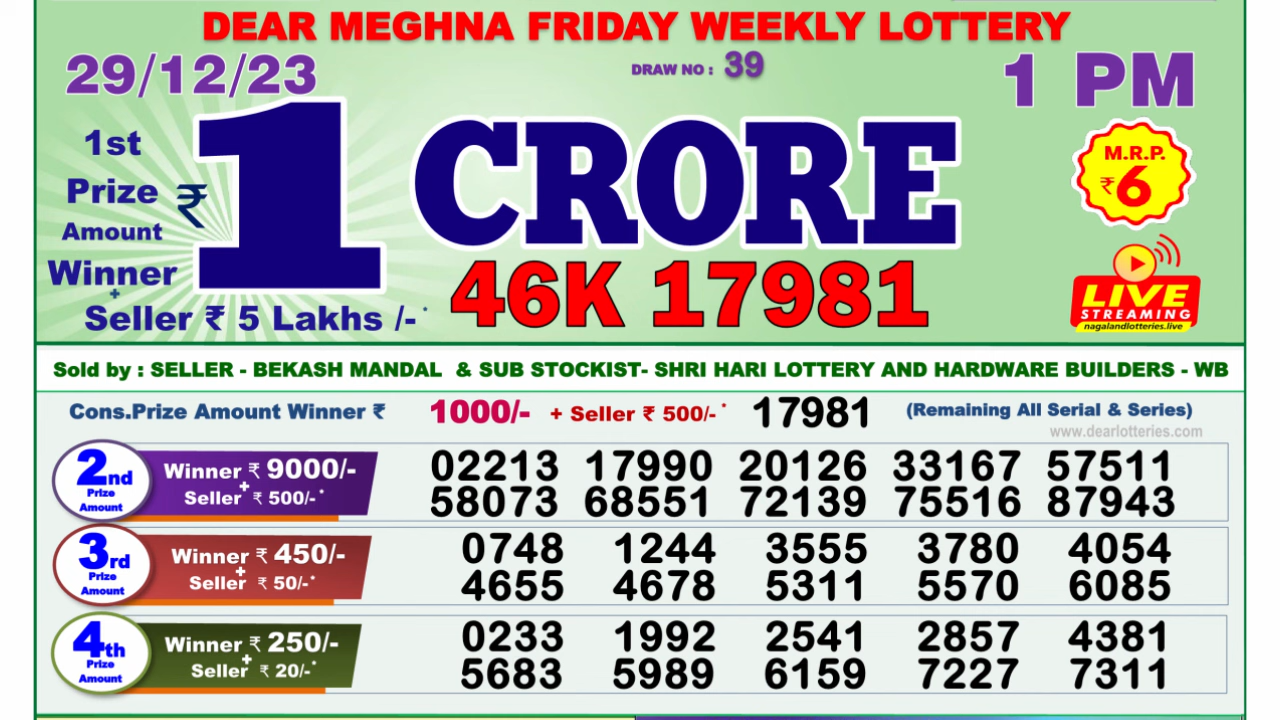 DEAR MEGHNA FRIDAY WEEKLY LOTTERY
29/12/23
DRAW NO : 39
1 PM
1st
Prize
Amount
Winner
+
Seller ₹ 5 Lakhs /-*
₹ 1 CRORE
46K 17981
M.R.P.
₹6
LIVE
STREAMING
nagalandlotteries.live
Sold by : SELLER - BEKASH MANDAL & SUB STOCKIST- SHRI HARI LOTTERY AND HARDWARE BUILDERS - WB
Cons.Prize Amount Winner ₹ 1000/- + Seller ₹ 500/-* 17981 (Remaining All Serial & Series)
www.dearlotteries.com
2nd
Prize
Amount
Winner ₹ 9000/-
+
Seller ₹ 500/-*
02213 17990 20126 33167 57511
58073 68551 72139 75516 87943
3rd
Prize
Amount
Winner ₹ 450/-
+
Seller ₹ 50/-*
0748 1244 3555 3780 4054
4655 4678 5311 5570 6085
4th
Prize
Amount
Winner ₹ 250/-
+
Seller ₹ 20/-*
0233 1992 2541 2857 4381
5683 5989 6159 7227 7311